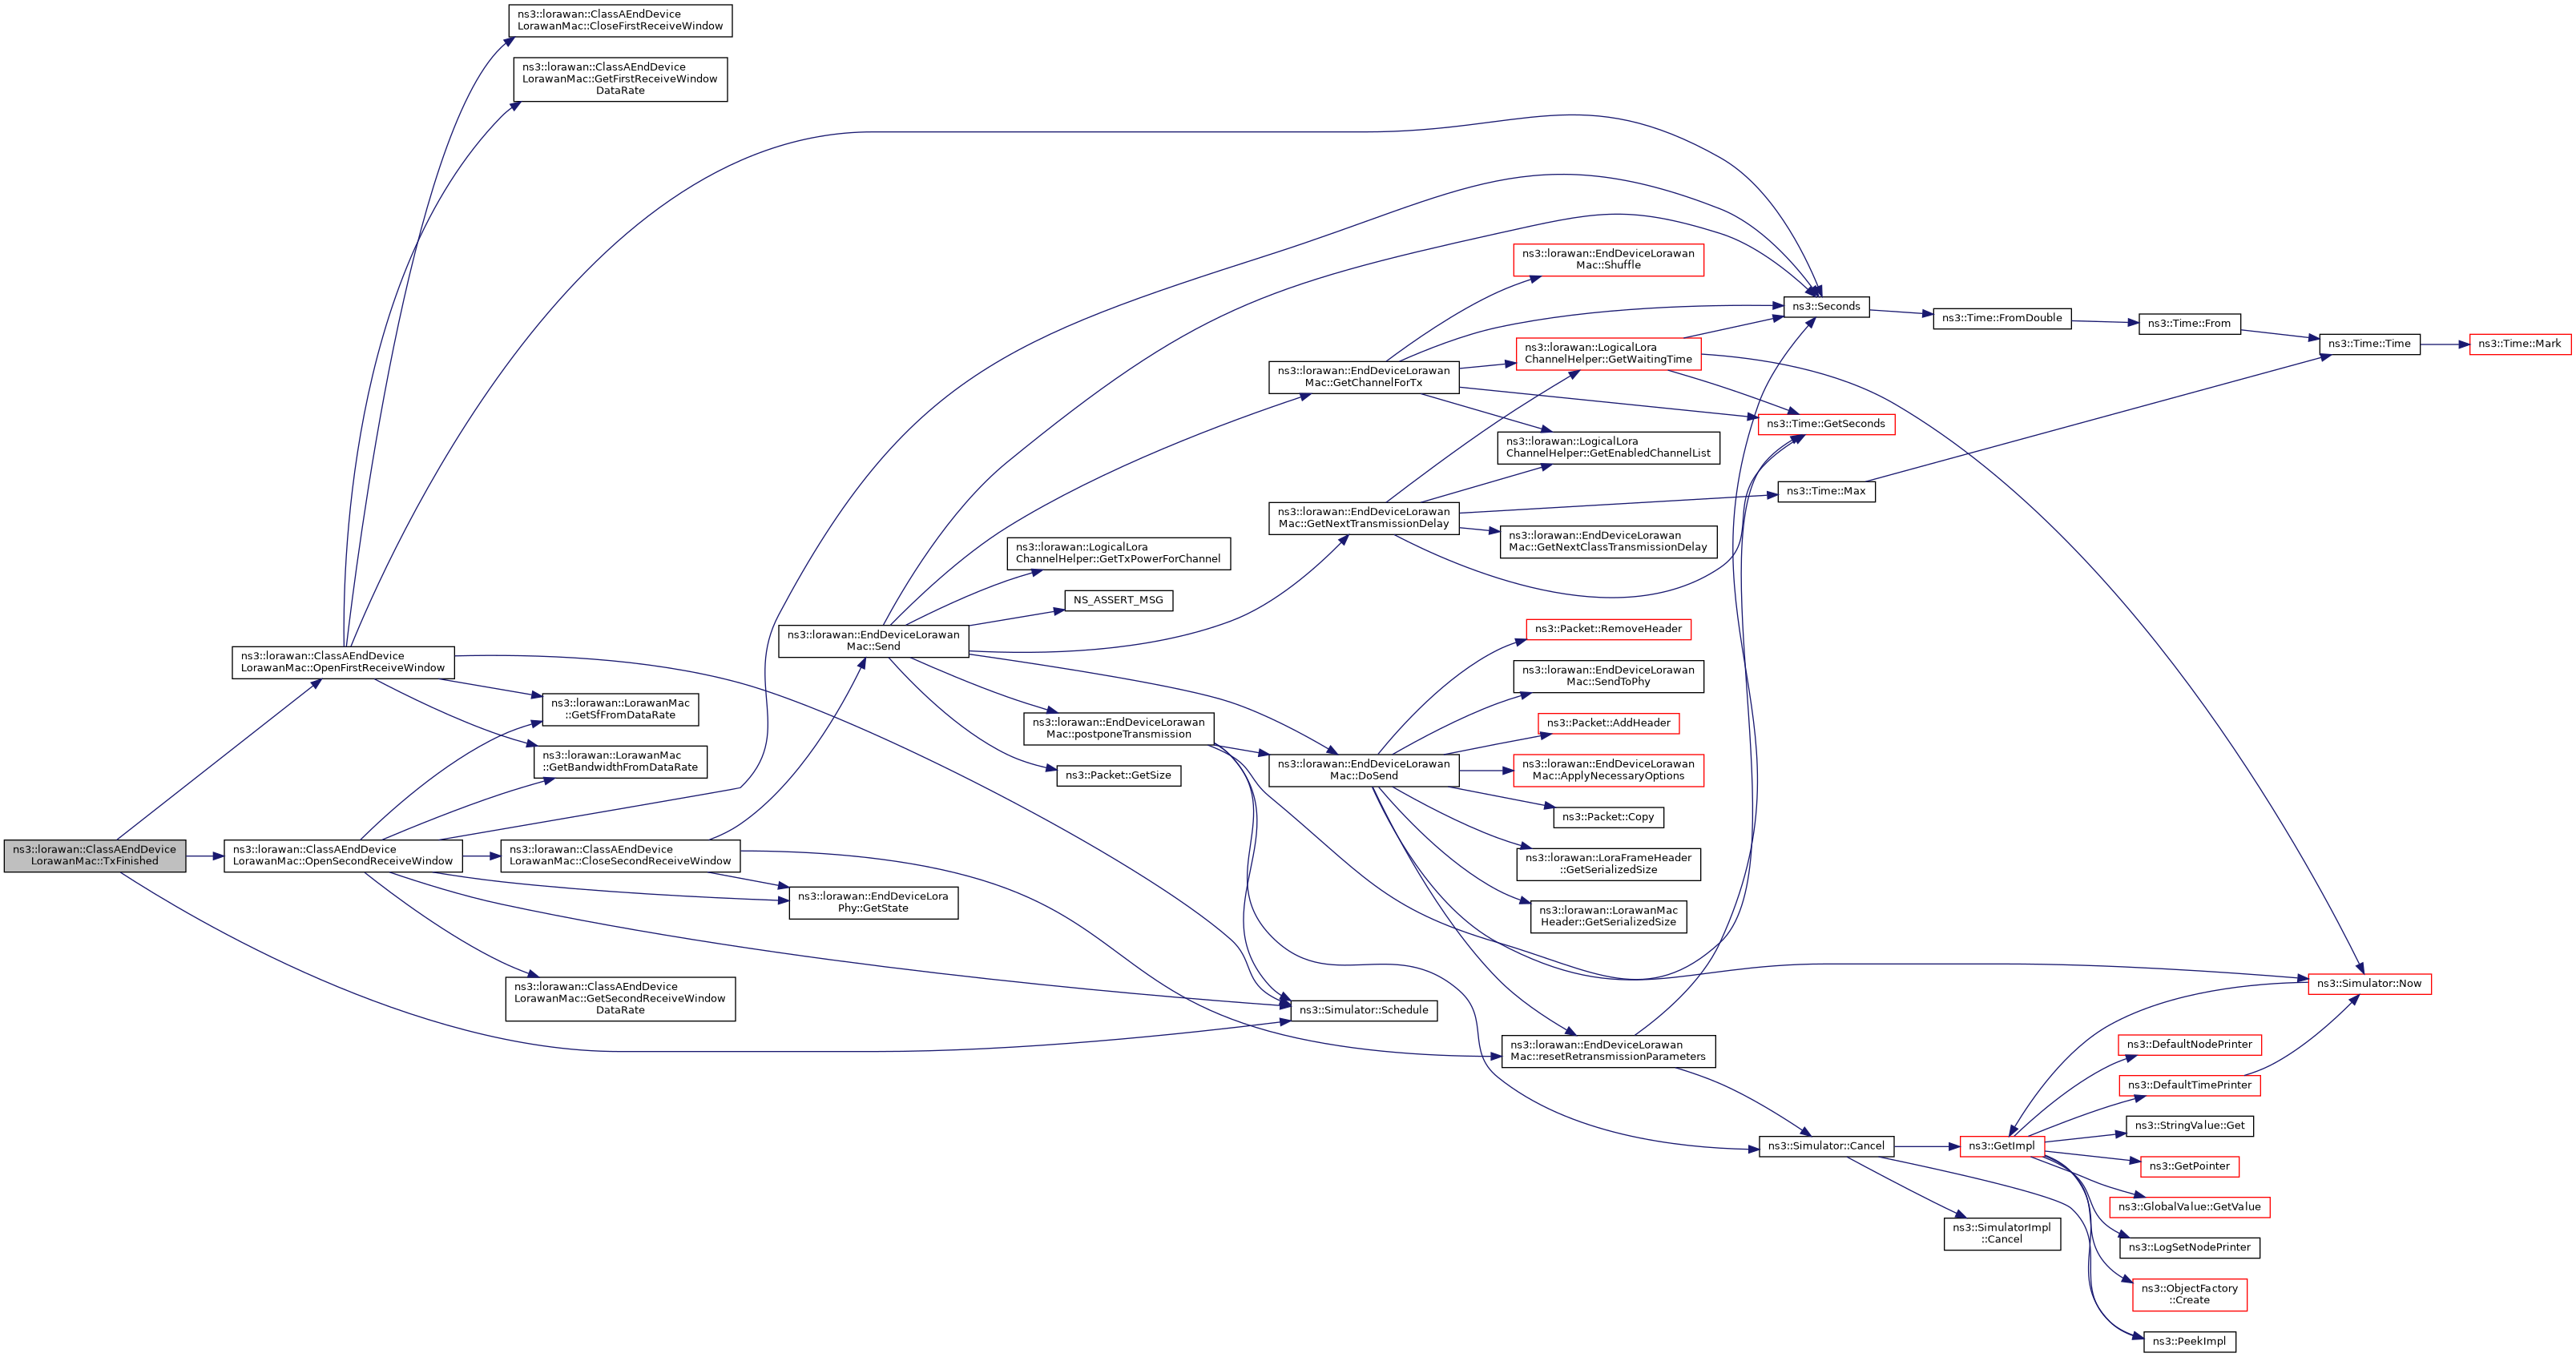 ns3::lorawan::ClassAEndDevice
LorawanMac::TxFinished
ns3::lorawan::ClassAEndDevice
LorawanMac::OpenFirstReceiveWindow
ns3::lorawan::ClassAEndDevice
LorawanMac::OpenSecondReceiveWindow
ns3::lorawan::ClassAEndDevice
LorawanMac::CloseFirstReceiveWindow
ns3::lorawan::ClassAEndDevice
LorawanMac::GetFirstReceiveWindow
DataRate
ns3::lorawan::LorawanMac
::GetSfFromDataRate
ns3::lorawan::LorawanMac
::GetBandwidthFromDataRate
ns3::lorawan::ClassAEndDevice
LorawanMac::CloseSecondReceiveWindow
ns3::lorawan::ClassAEndDevice
LorawanMac::GetSecondReceiveWindow
DataRate
ns3::lorawan::EndDeviceLorawan
Mac::Send
ns3::lorawan::EndDeviceLora
Phy::GetState
ns3::lorawan::LogicalLora
ChannelHelper::GetTxPowerForChannel
NS_ASSERT_MSG
ns3::lorawan::EndDeviceLorawan
Mac::postponeTransmission
ns3::Packet::GetSize
ns3::lorawan::EndDeviceLorawan
Mac::GetChannelForTx
ns3::lorawan::EndDeviceLorawan
Mac::GetNextTransmissionDelay
ns3::lorawan::EndDeviceLorawan
Mac::DoSend
ns3::Simulator::Schedule
ns3::lorawan::EndDeviceLorawan
Mac::Shuffle
ns3::lorawan::LogicalLora
ChannelHelper::GetWaitingTime
ns3::lorawan::LogicalLora
ChannelHelper::GetEnabledChannelList
ns3::lorawan::EndDeviceLorawan
Mac::GetNextClassTransmissionDelay
ns3::Packet::RemoveHeader
ns3::lorawan::EndDeviceLorawan
Mac::SendToPhy
ns3::Packet::AddHeader
ns3::lorawan::EndDeviceLorawan
Mac::ApplyNecessaryOptions
ns3::Packet::Copy
ns3::lorawan::LoraFrameHeader
::GetSerializedSize
ns3::lorawan::LorawanMac
Header::GetSerializedSize
ns3::lorawan::EndDeviceLorawan
Mac::resetRetransmissionParameters
ns3::Seconds
ns3::Time::GetSeconds
ns3::Time::Max
ns3::Simulator::Cancel
ns3::Time::FromDouble
ns3::GetImpl
ns3::SimulatorImpl
::Cancel
ns3::Time::From
ns3::DefaultNodePrinter
ns3::DefaultTimePrinter
ns3::StringValue::Get
ns3::GetPointer
ns3::GlobalValue::GetValue
ns3::LogSetNodePrinter
ns3::ObjectFactory
::Create
ns3::PeekImpl
ns3::Time::Time
ns3::Simulator::Now
ns3::Time::Mark